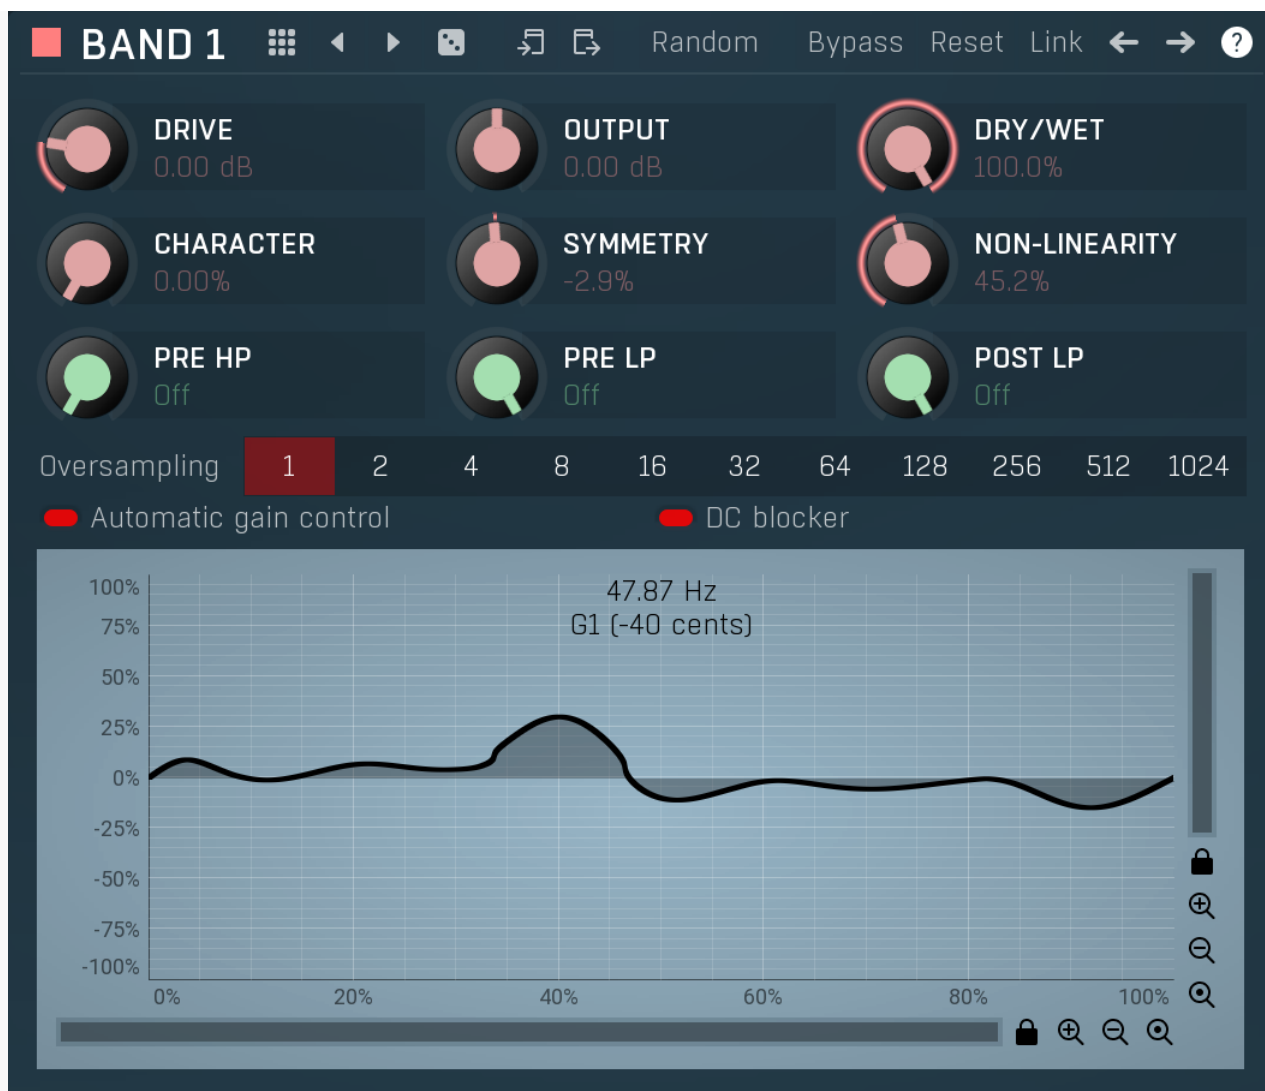 BAND 1 Random Bypass Reset Link ?
DRIVE OUTPUT DRY/WET
0.00 dB 0.00 dB 100.0%
CHARACTER SYMMETRY NON-LINEARITY
0.00% -2.9% 45.2%
PRE HP PRE LP POST LP
Off Off Off
Oversampling 1 2 4 8 16 32 64 128 256 512 1024
Automatic gain control DC blocker
47.87 Hz
G1 (-40 cents)
100%
75%
50%
25%
0%
-25%
-50%
-75%
-100%
0% 20% 40% 60% 80% 100%